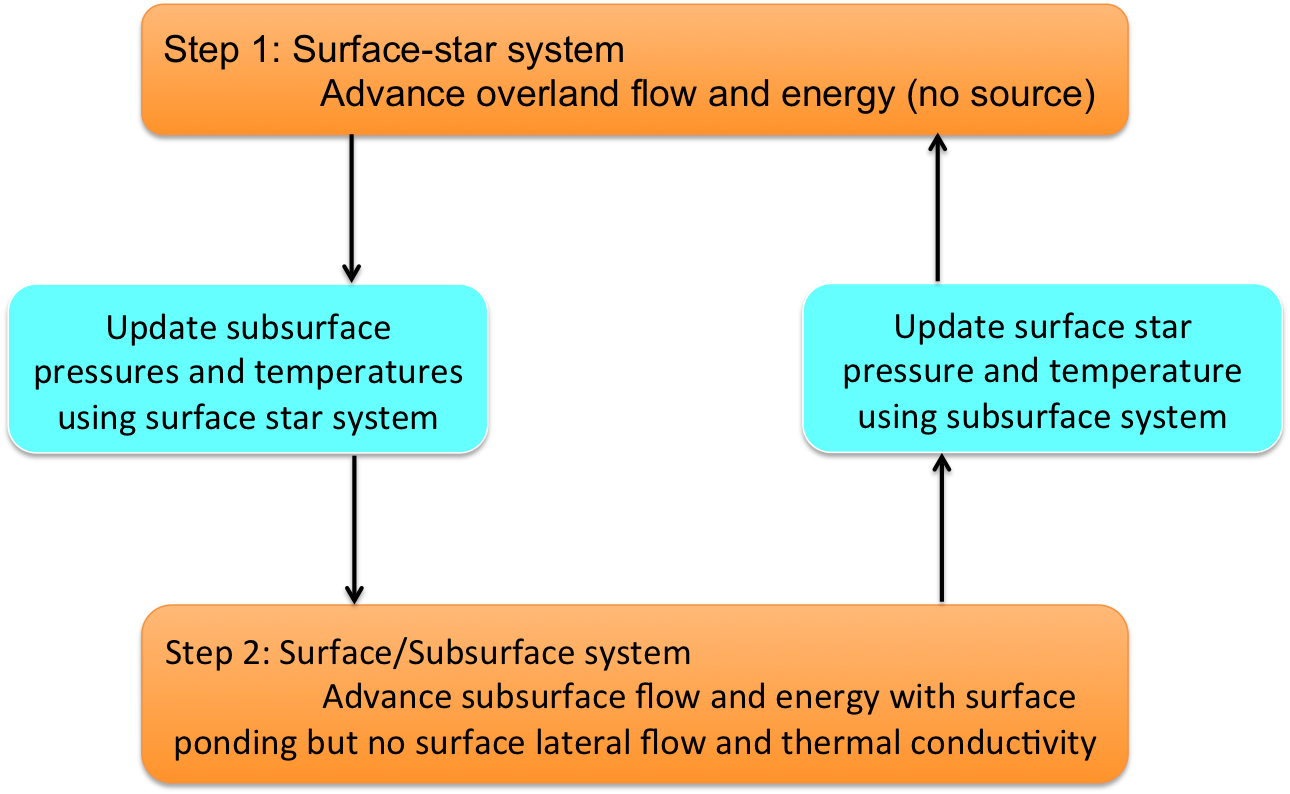 Step 1: Surface-star system
Advance overland flow and energy (no source)
Update subsurface
pressures and temperatures
using surface star system
Update surface star
pressure and temperature
using subsurface system
Step 2: Surface/Subsurface system
Advance subsurface flow and energy with surface
ponding but no surface lateral flow and thermal conductivity